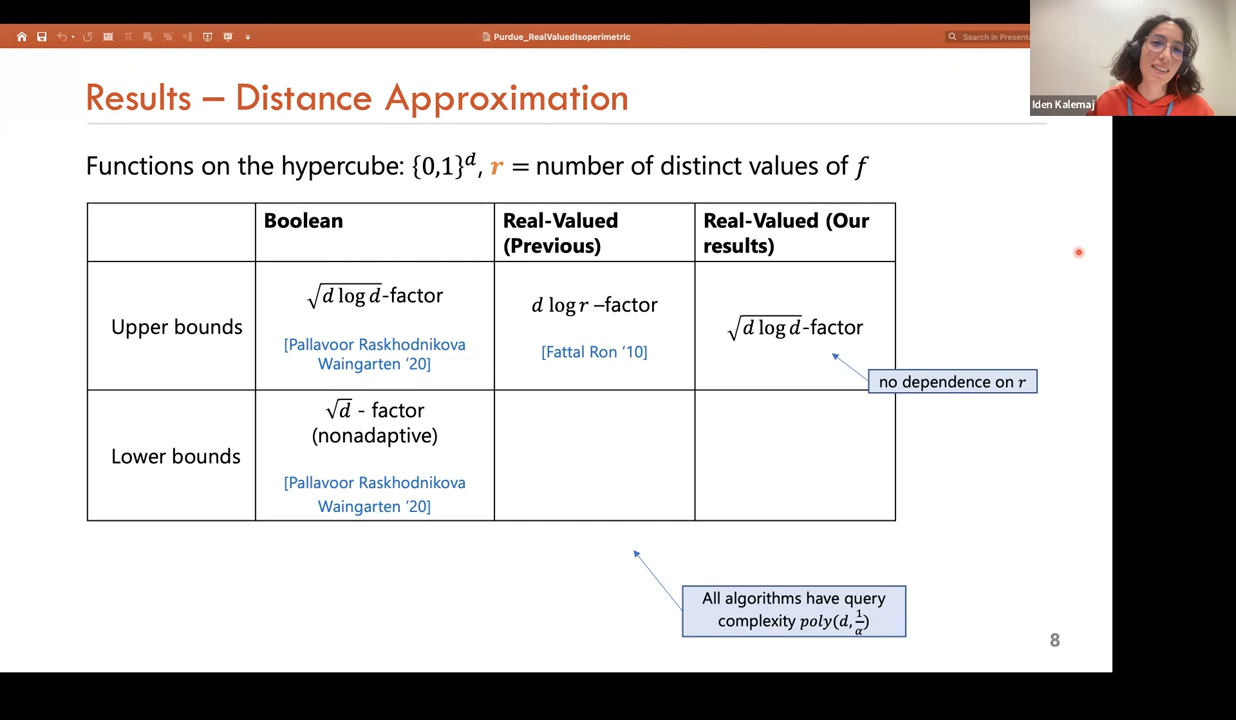 Purdue_RealValuedIsoperimetric
Search in Presenta
Iden Kalemaj
Results – Distance Approximation
Functions on the hypercube: {0,1}^d, r = number of distinct values of f
Boolean
Real-Valued
(Previous)
Real-Valued (Our
results)
Upper bounds
√(d log d)-factor
[Pallavoor Raskhodnikova
Waingarten '20]
d log r –factor
[Fattal Ron '10]
√(d log d)-factor
no dependence on r
Lower bounds
√d - factor
(nonadaptive)
[Pallavoor Raskhodnikova
Waingarten '20]
All algorithms have query
complexity poly(d, 1/α)
8